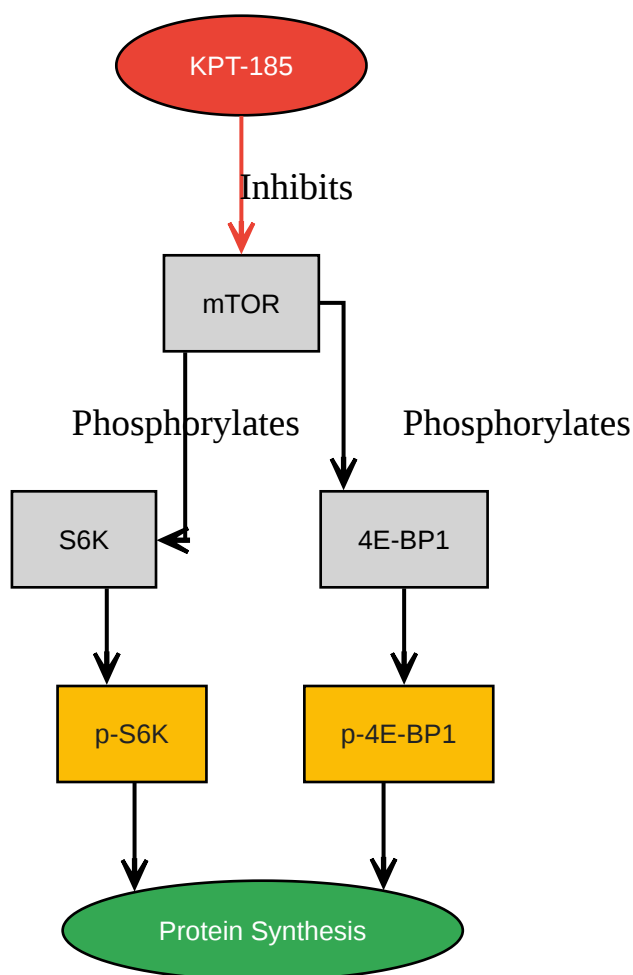 KPT-185
Inhibits
mTOR
Phosphorylates
Phosphorylates
S6K
4E-BP1
p-S6K
p-4E-BP1
Protein Synthesis